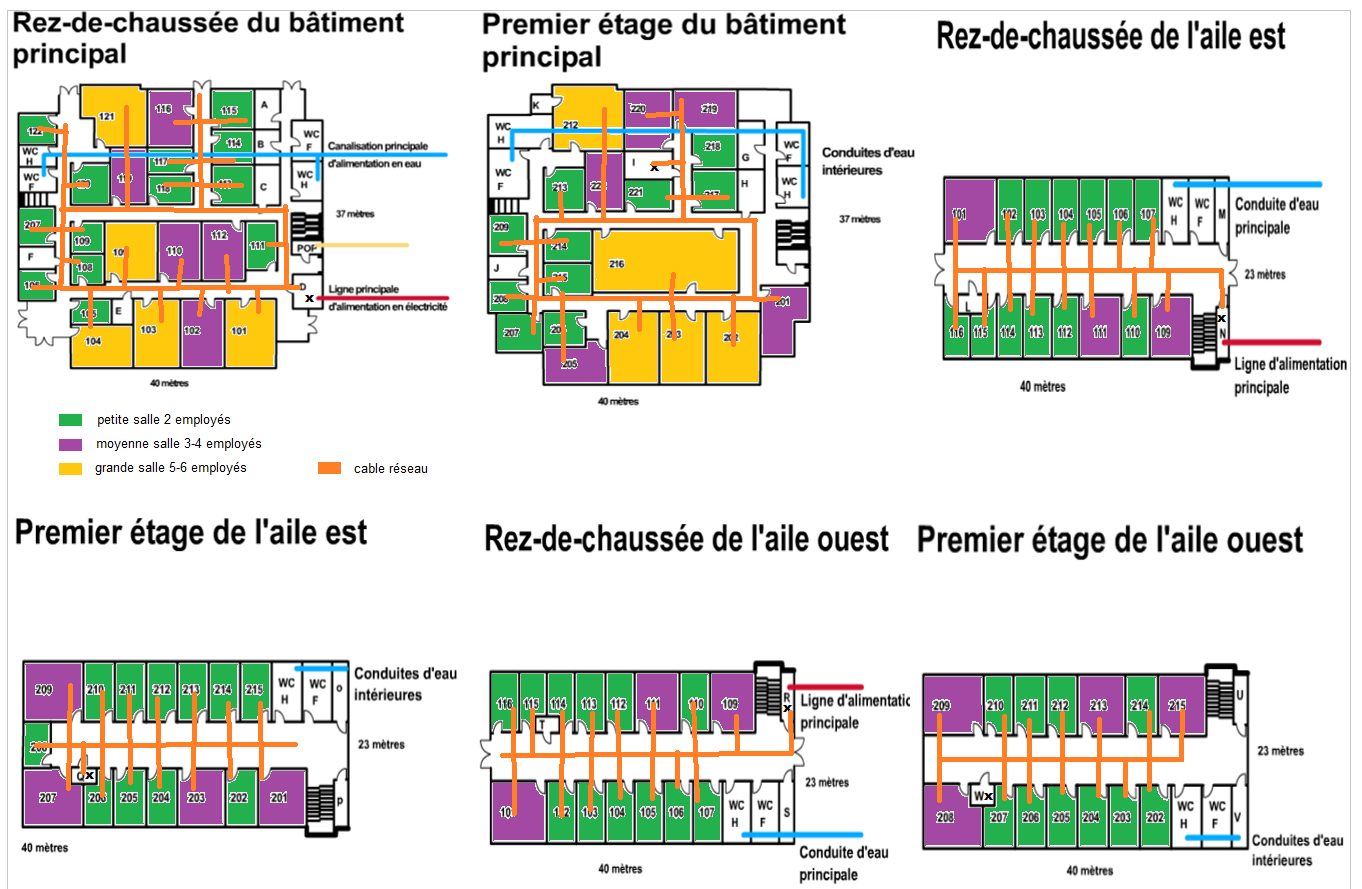 Rez-de-chaussée du bâtiment
principal
121
116
115
A
122
114
B
WC
H
WC
F
117
118
C
WC
F
WC
H
Canalisation principale
d'alimentation en eau
37 mètres
207
109
108
F
110
112
111
POP
D
Ligne principale
d'alimentation en électricité
E
104
103
102
101
40 mètres
petite salle 2 employés
moyenne salle 3-4 employés
grande salle 5-6 employés
cable réseau
Premier étage du bâtiment
principal
K
212
220
219
WC
H
WC
F
218
I
G
H
221
217
213
WC
F
WC
H
Conduites d'eau
intérieures
37 mètres
209
214
J
215
216
208
201
207
204
203
202
205
40 mètres
Rez-de-chaussée de l'aile est
101
102
103
104
105
106
107
WC
H
WC
F
M
Conduite d'eau
principale
23 mètres
L
116
115
114
113
112
111
110
109
x
N
Ligne d'alimentation
principale
40 mètres
Premier étage de l'aile est
209
210
211
212
213
214
215
WC
H
WC
F
o
Conduites d'eau
intérieures
23 mètres
x
207
206
205
204
203
202
201
p
40 mètres
Rez-de-chaussée de l'aile ouest
116
115
114
113
112
111
110
109
T
R
x
Ligne d'alimentation
principale
23 mètres
102
103
104
105
106
107
WC
H
WC
F
S
Conduite d'eau
principale
40 mètres
Premier étage de l'aile ouest
209
210
211
212
213
214
215
U
23 mètres
W
x
208
207
206
205
204
203
202
WC
H
WC
F
V
Conduites d'eau
intérieures
40 mètres